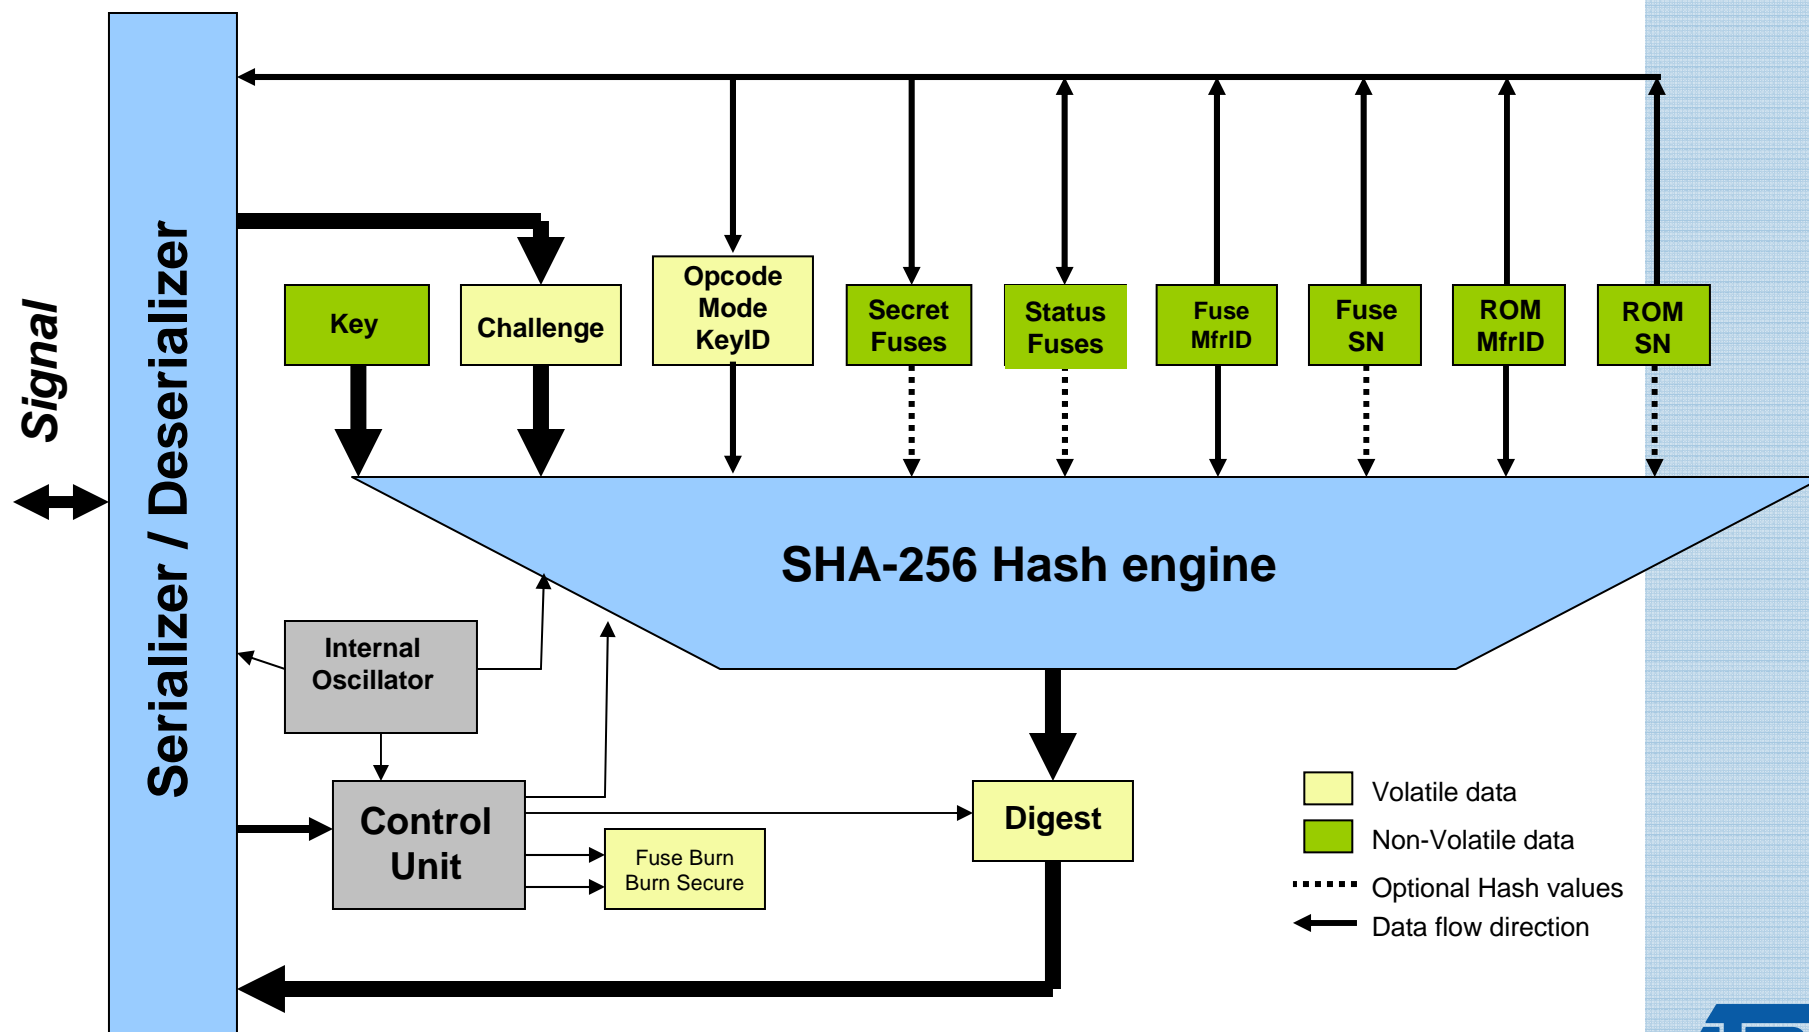 Signal
Serializer / Deserializer
Key
Challenge
Opcode
Mode
KeyID
Secret
Fuses
Status
Fuses
Fuse
MfrID
Fuse
SN
ROM
MfrID
ROM
SN
SHA-256 Hash engine
Internal
Oscillator
Control
Unit
Fuse Burn
Burn Secure
Digest
Volatile data
Non-Volatile data
Optional Hash values
Data flow direction